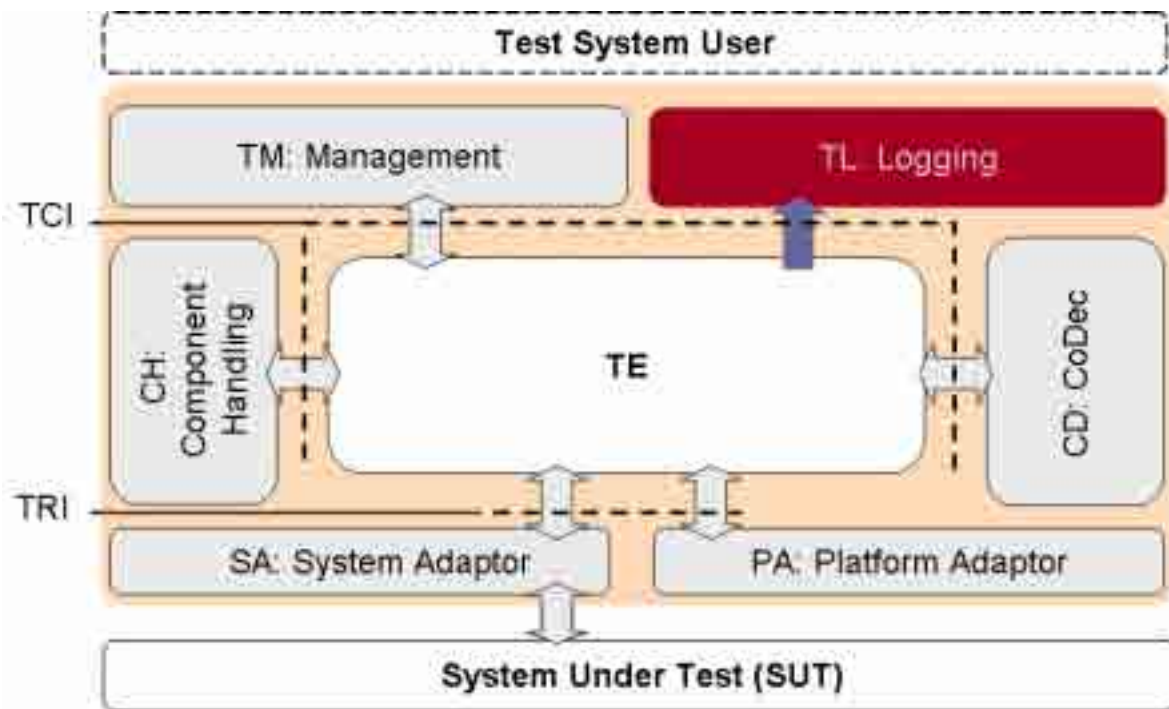 Test System User
TM: Management
TL: Logging
TCI
CH:
Component
Handling
TE
CD: CoDec
TRI
SA: System Adaptor
PA: Platform Adaptor
System Under Test (SUT)